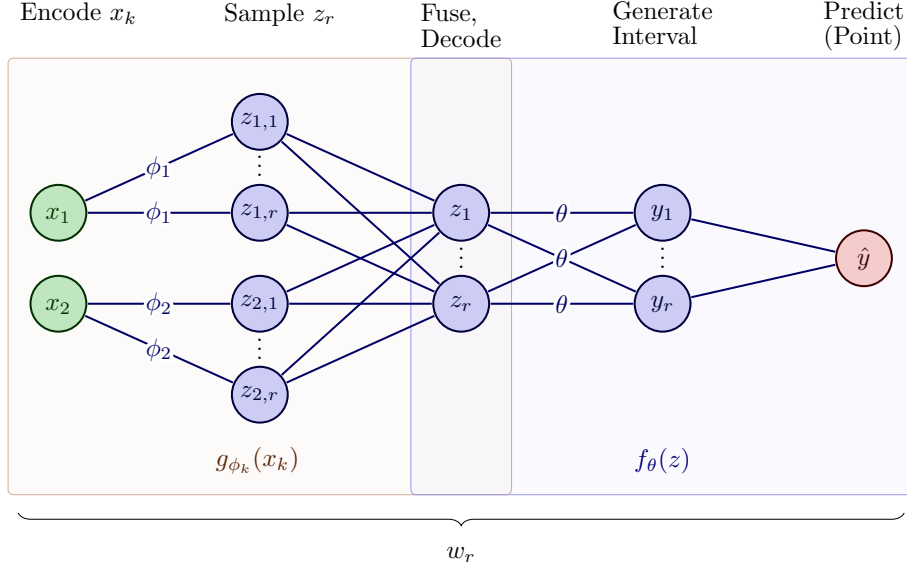 Encode x_k
Sample z_r
Fuse,
Decode
Generate
Interval
Predict
(Point)
z_{1,1}
ϕ_1
x_1
ϕ_1
z_{1,r}
z_1
θ
y_1
θ
ŷ
x_2
ϕ_2
z_{2,1}
z_r
θ
y_r
ϕ_2
z_{2,r}
g_{ϕ_k}(x_k)
f_θ(z)
w_r